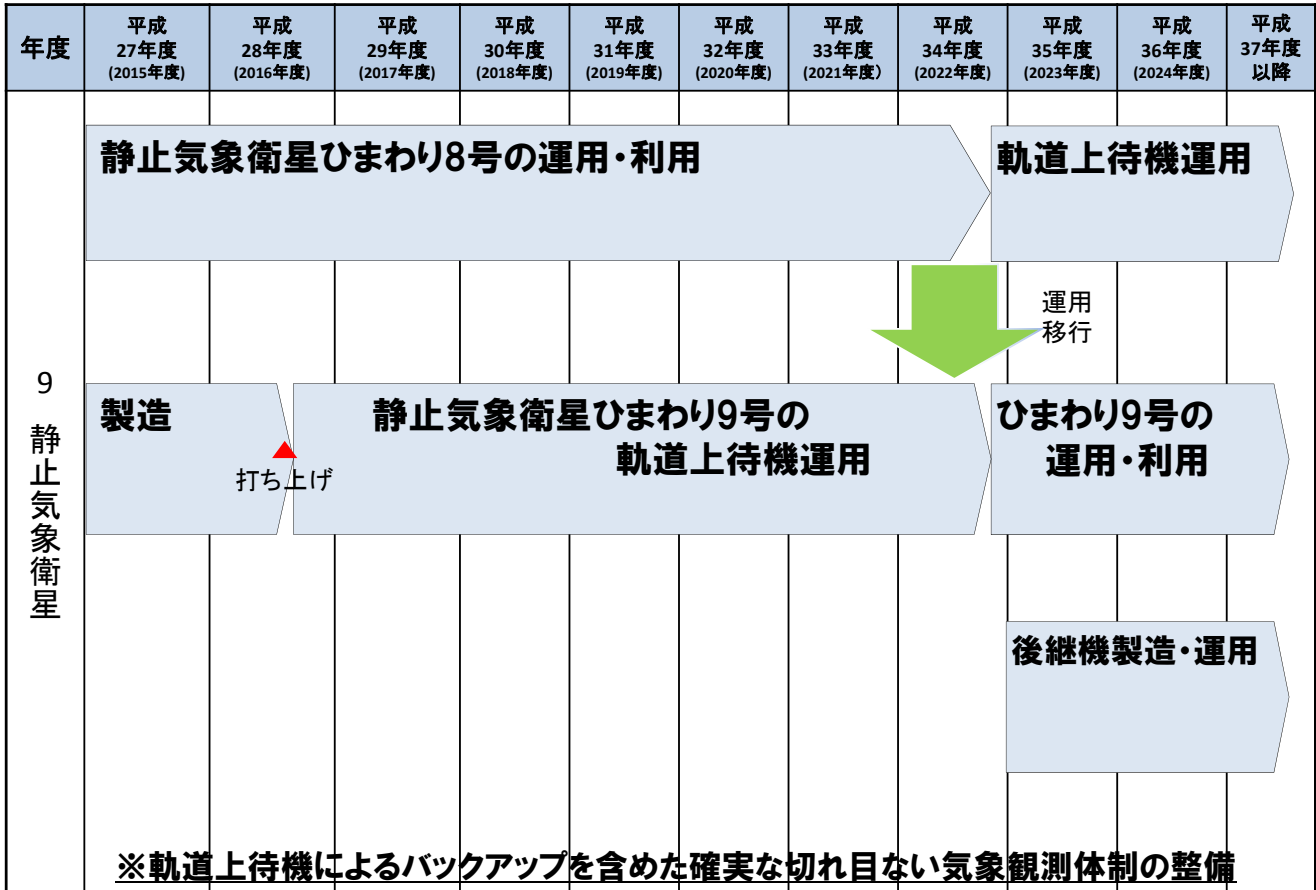 年度
平成
27年度
(2015年度)
平成
28年度
(2016年度)
平成
29年度
(2017年度)
平成
30年度
(2018年度)
平成
31年度
(2019年度)
平成
32年度
(2020年度)
平成
33年度
(2021年度)
平成
34年度
(2022年度)
平成
35年度
(2023年度)
平成
36年度
(2024年度)
平成
37年度
以降
9 静止気象衛星
静止気象衛星ひまわり8号の運用・利用
軌道上待機運用
運用
移行
製造
打ち上げ
静止気象衛星ひまわり9号の
軌道上待機運用
ひまわり9号の
運用・利用
後継機製造・運用
※軌道上待機によるバックアップを含めた確実な切れ目ない気象観測体制の整備